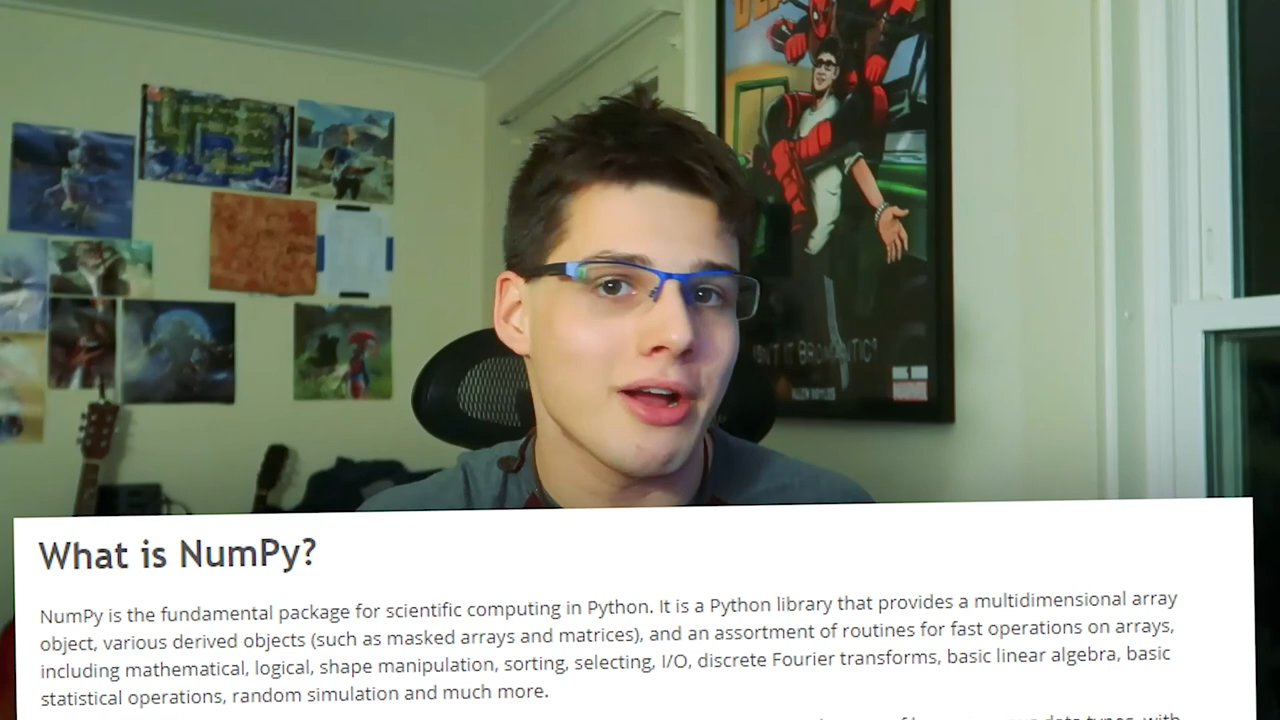 ISN'T IT BROMANTIC?
What is NumPy?
NumPy is the fundamental package for scientific computing in Python. It is a Python library that provides a multidimensional array
object, various derived objects (such as masked arrays and matrices), and an assortment of routines for fast operations on arrays,
including mathematical, logical, shape manipulation, sorting, selecting, I/O, discrete Fourier transforms, basic linear algebra, basic
statistical operations, random simulation and much more.